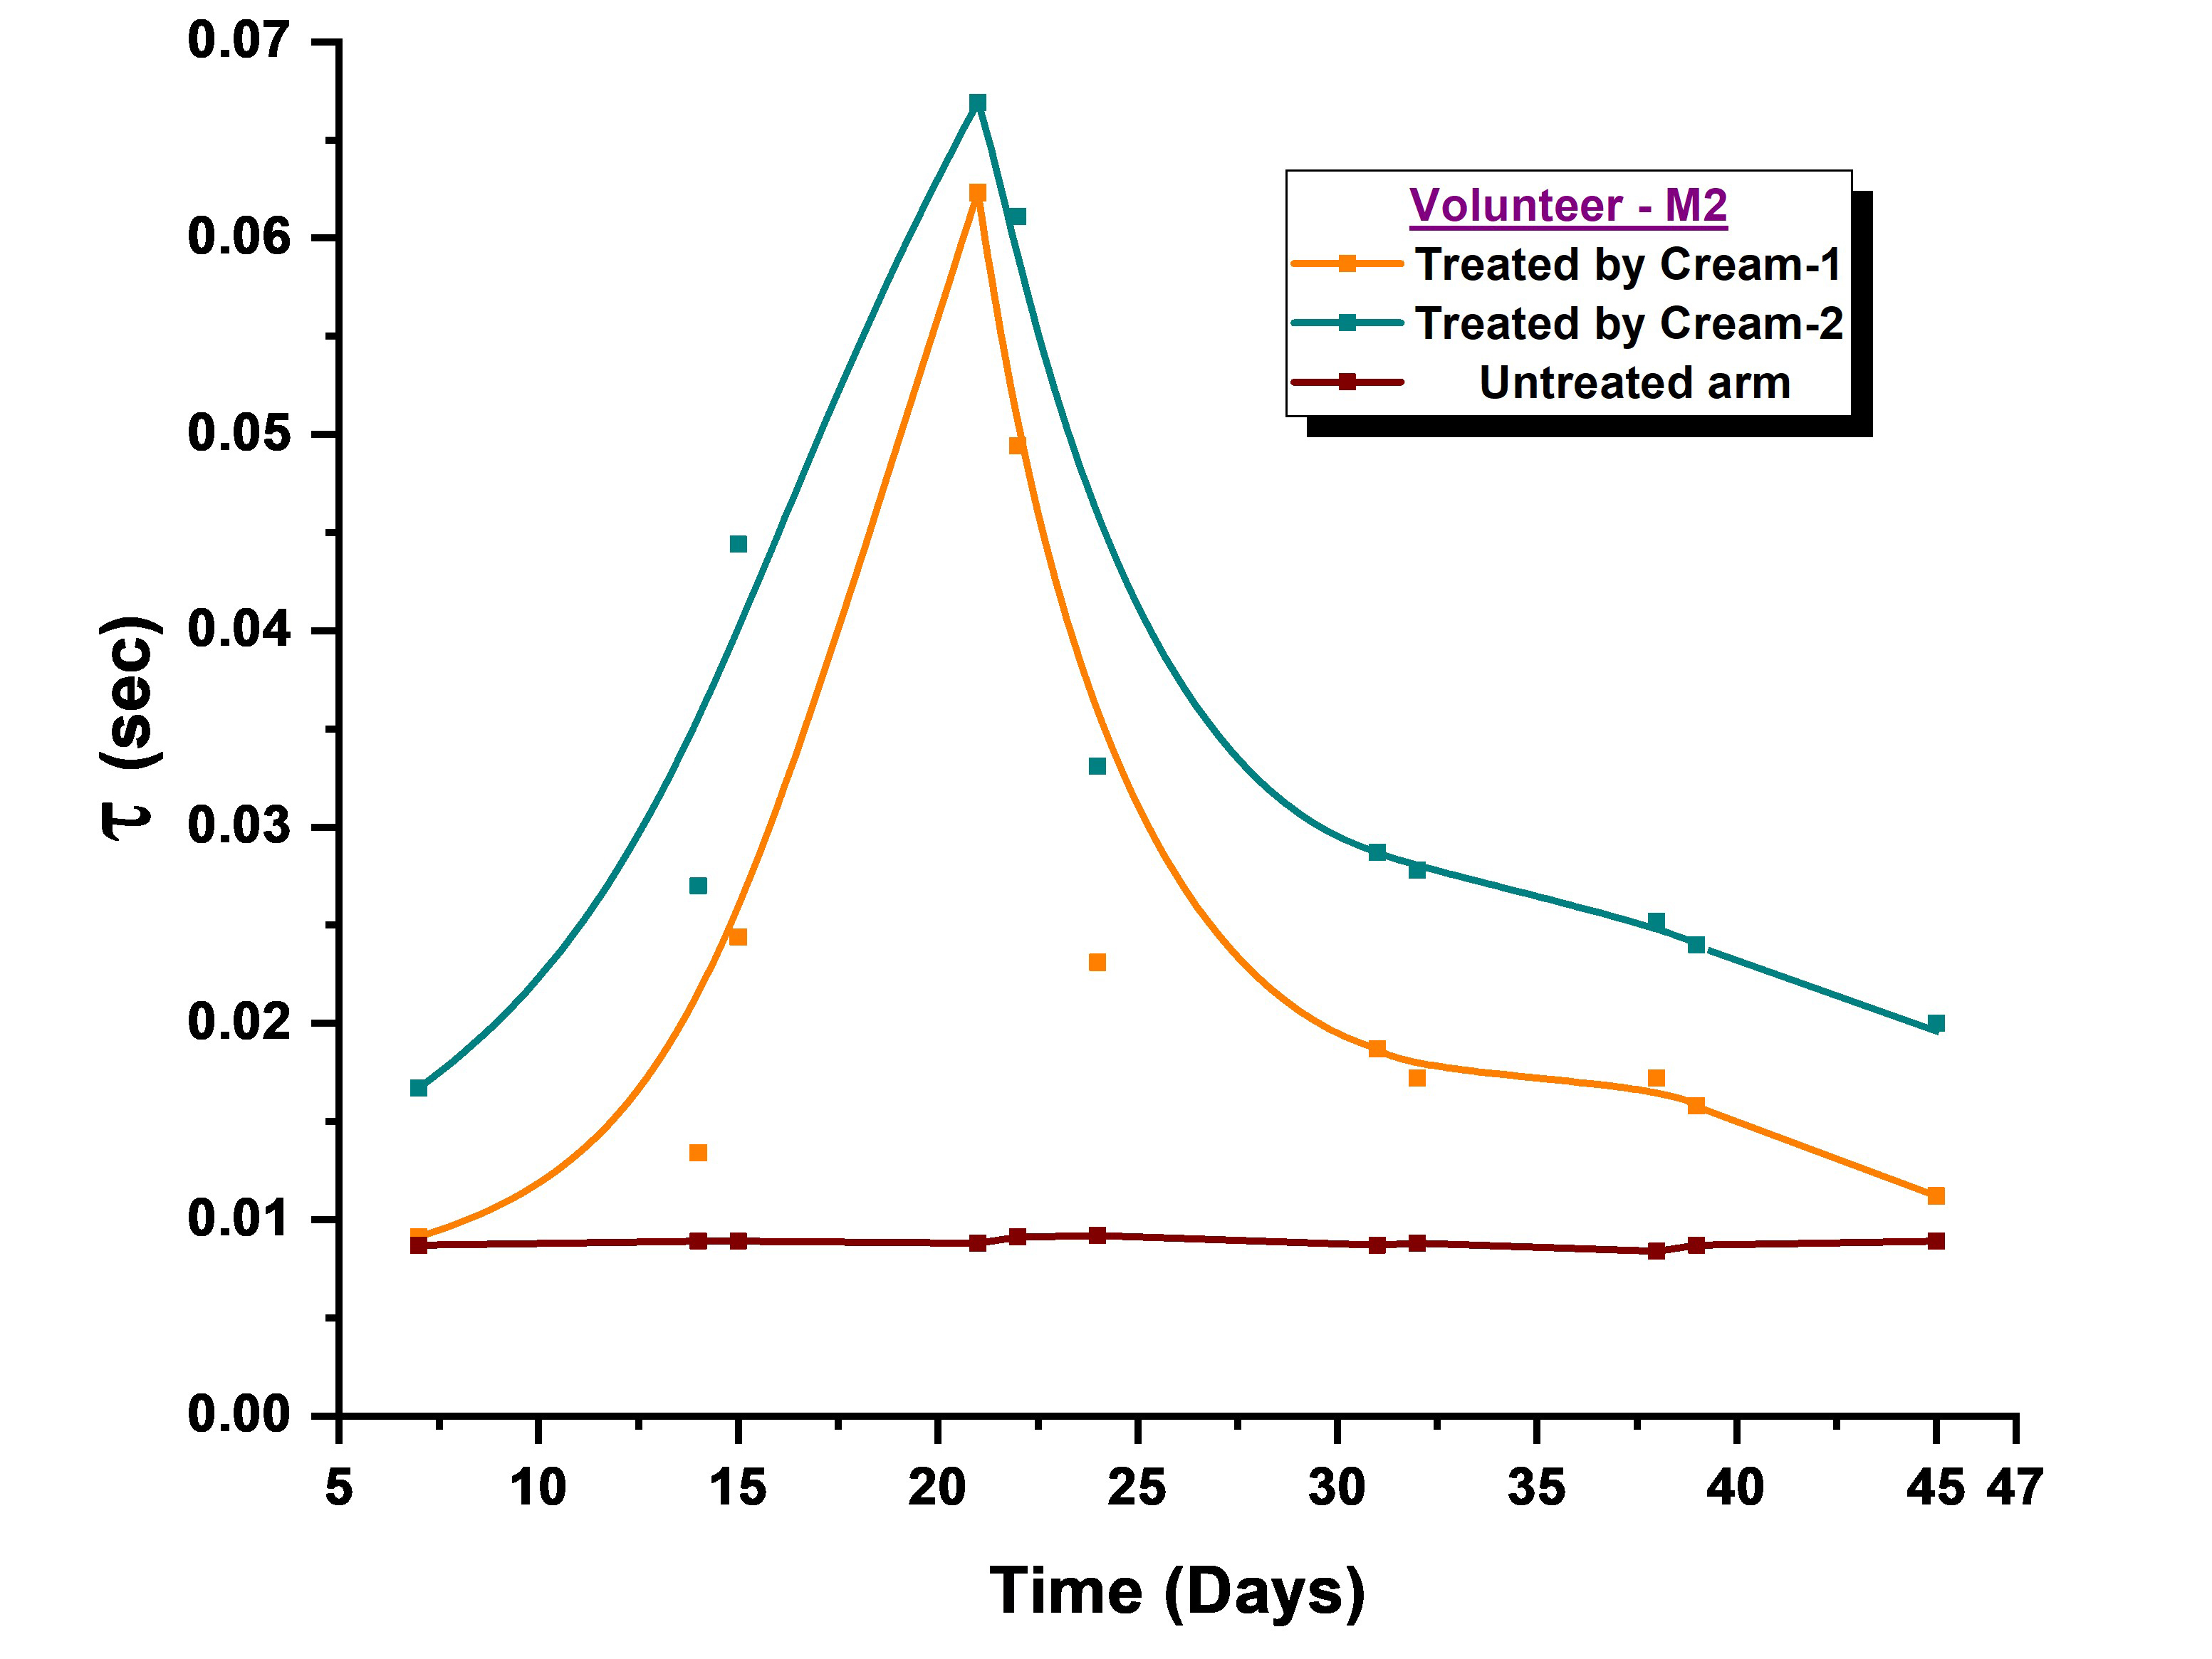 0.07
0.06
0.05
0.04
0.03
0.02
0.01
0.00
τ (sec)
Volunteer - M2
Treated by Cream-1
Treated by Cream-2
Untreated arm
5 10 15 20 25 30 35 40 45 47
Time (Days)